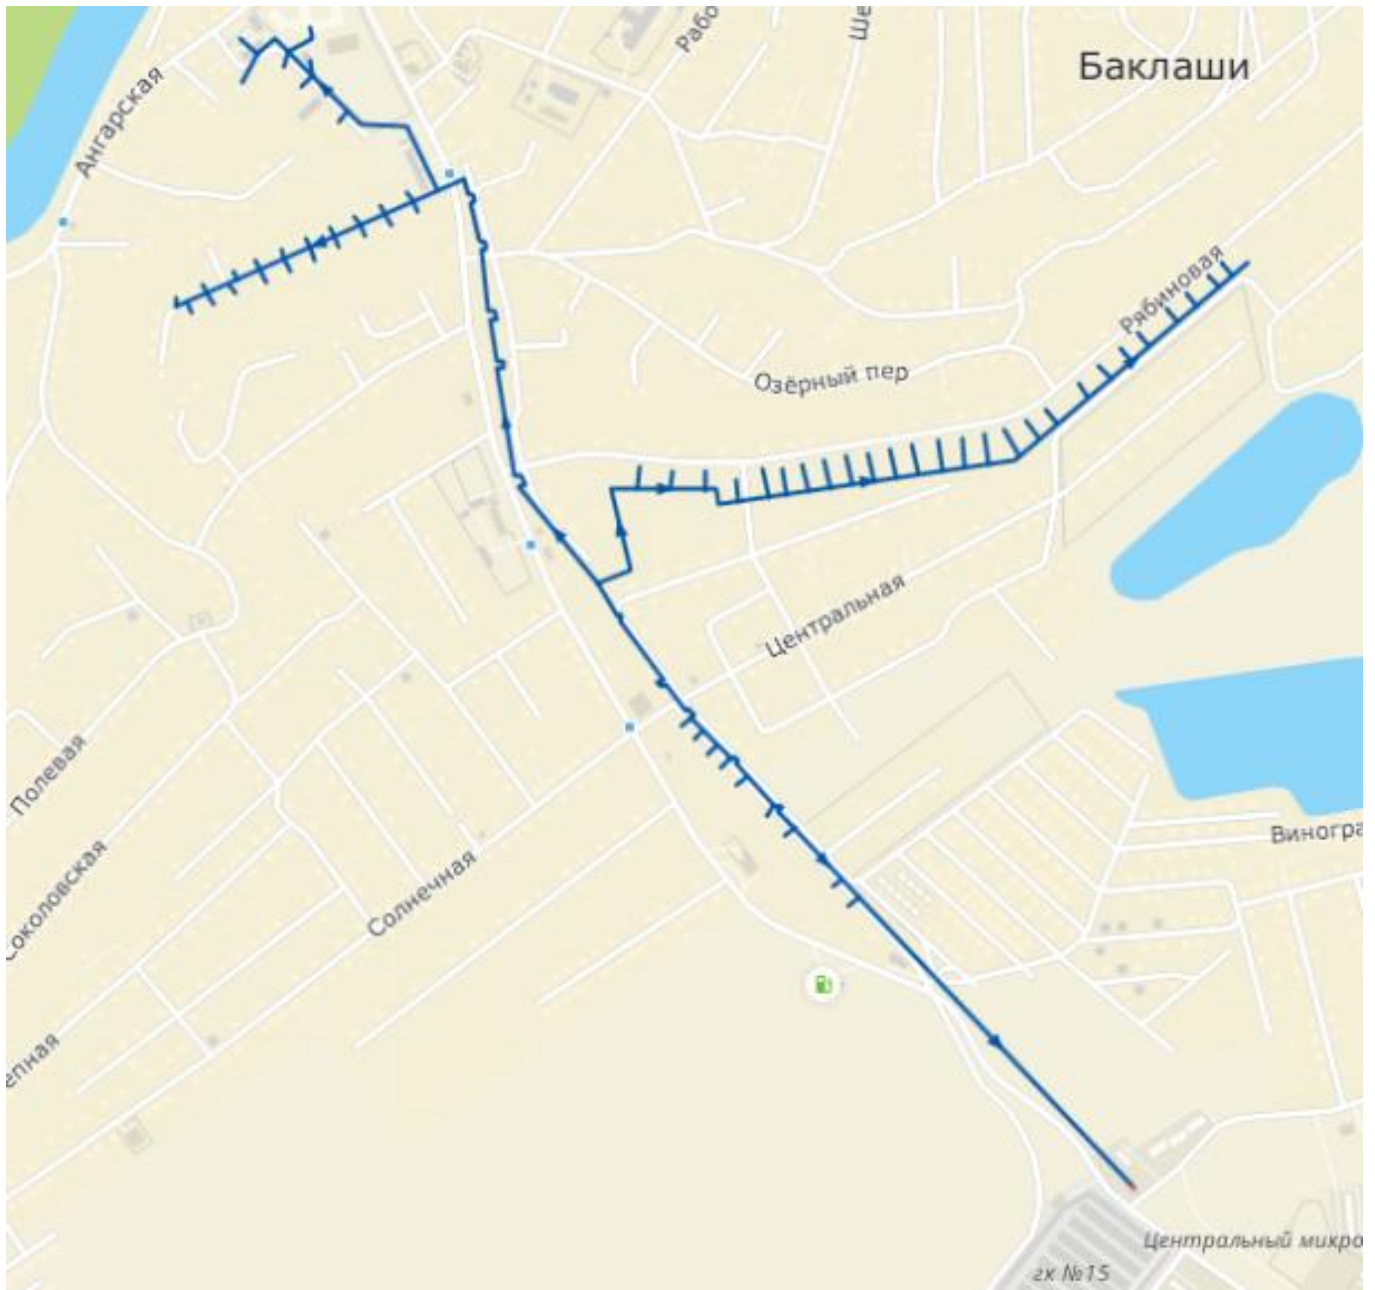 Рабо
Ше
Баклаши
Ангарская
Рябиновая
Озёрный пер
Центральная
Полевая
Виногра
Соколовская
Солнечная
епная
Центральный микро
гк №15